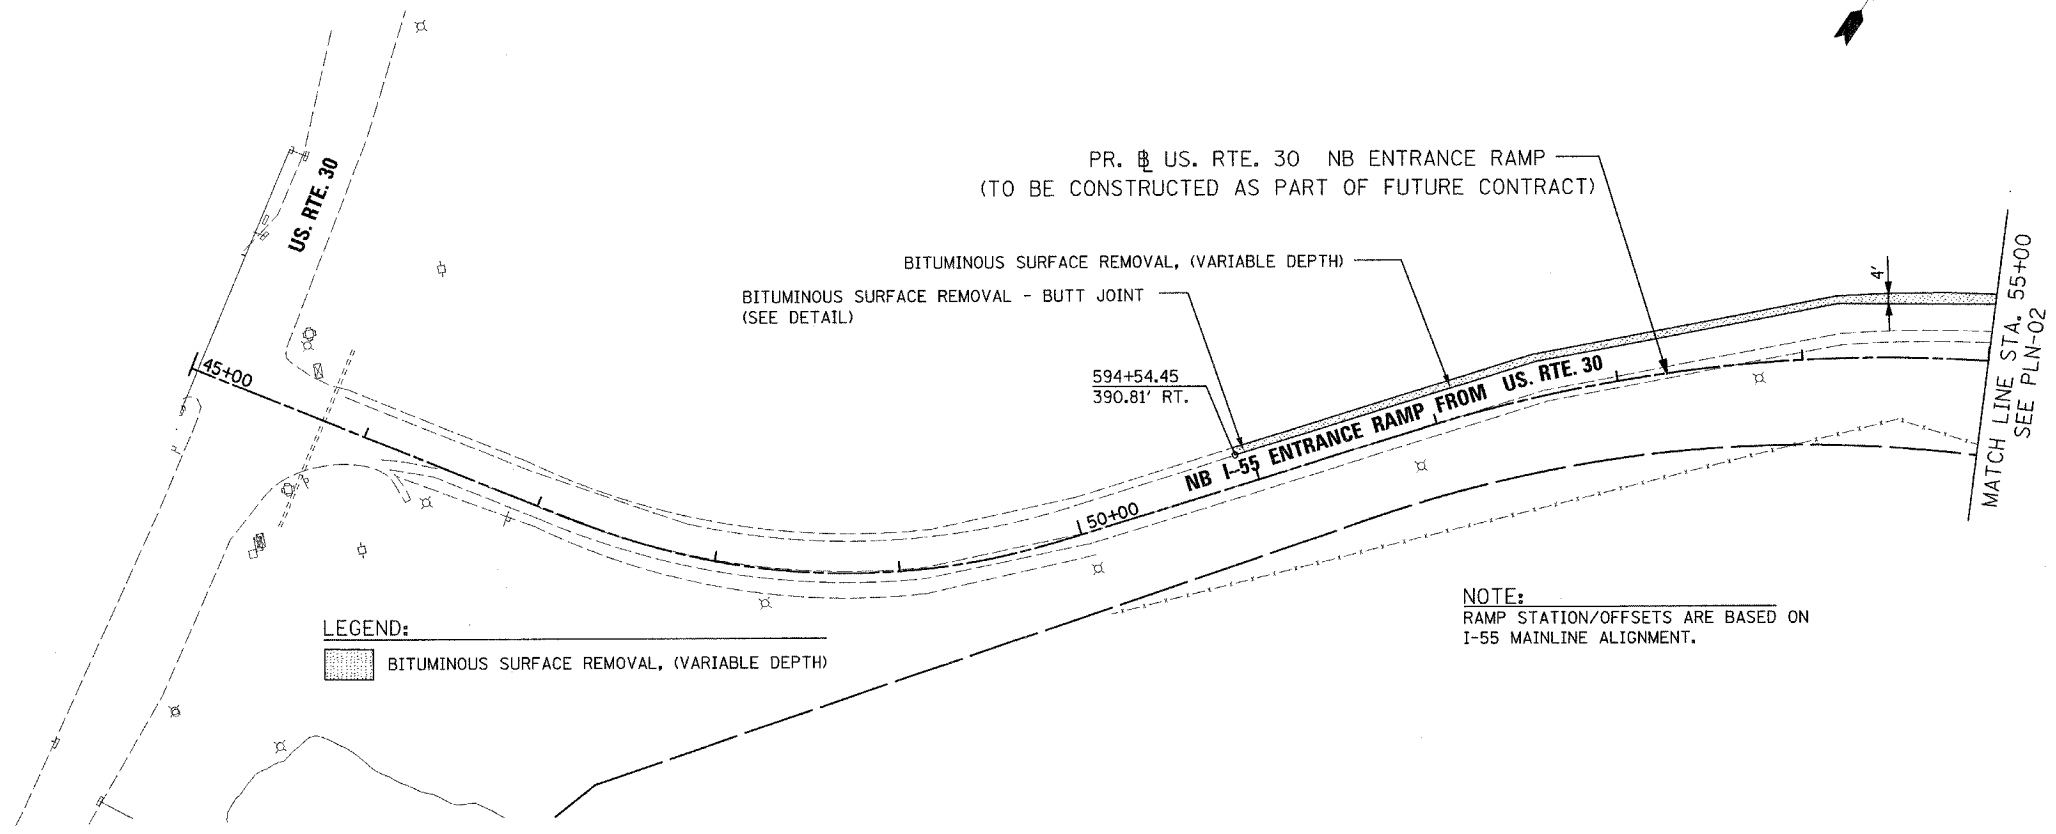 PR. ℄ US. RTE. 30 NB ENTRANCE RAMP
(TO BE CONSTRUCTED AS PART OF FUTURE CONTRACT)
US. RTE. 30
BITUMINOUS SURFACE REMOVAL, (VARIABLE DEPTH)
BITUMINOUS SURFACE REMOVAL - BUTT JOINT
(SEE DETAIL)
4'
MATCH LINE STA. 55+00
SEE PLN-02
45+00
594+54.45
390.81' RT.
NB I-55 ENTRANCE RAMP FROM US. RTE. 30
50+00
LEGEND:
BITUMINOUS SURFACE REMOVAL, (VARIABLE DEPTH)
NOTE:
RAMP STATION/OFFSETS ARE BASED ON
I-55 MAINLINE ALIGNMENT.